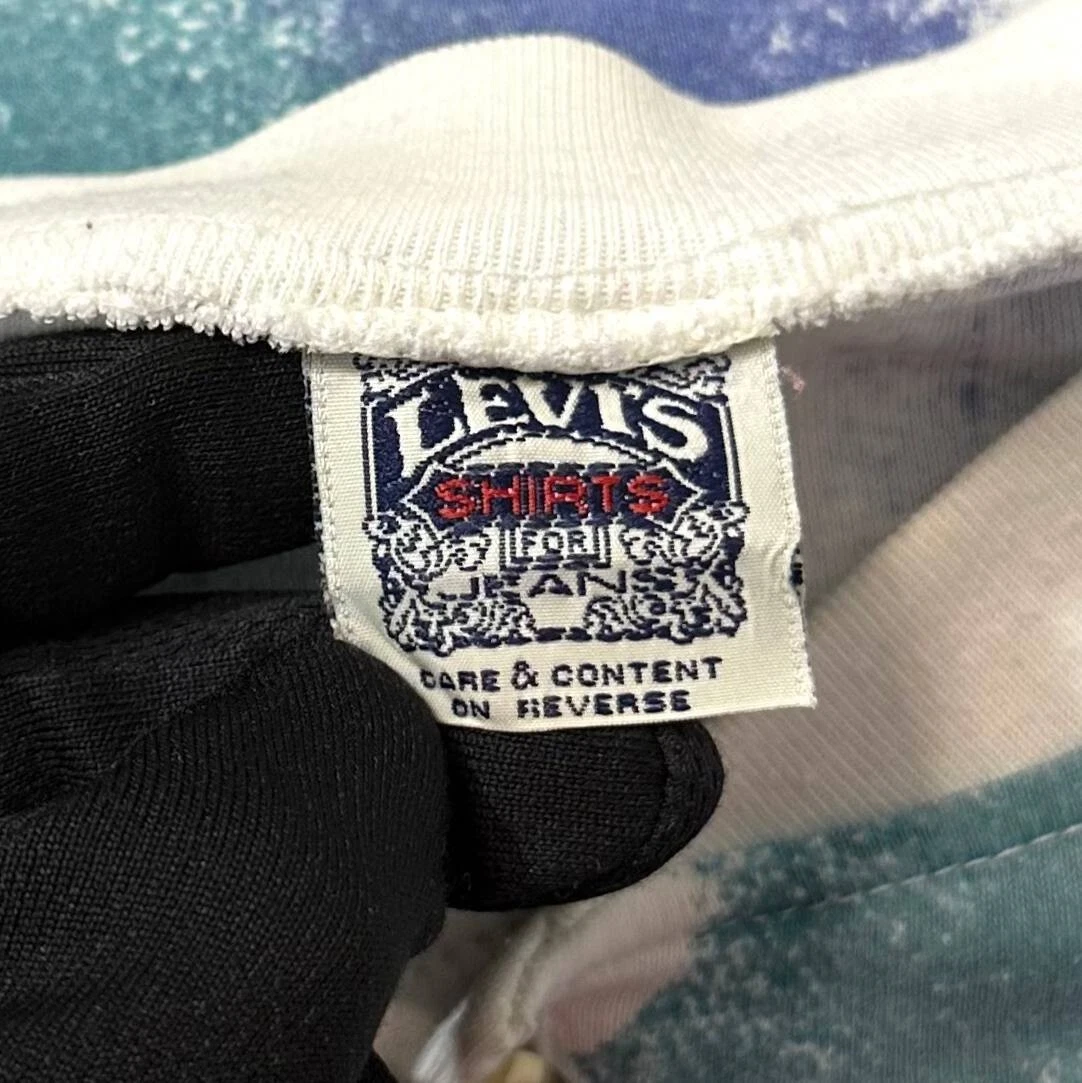 LEVI'S
SHIRTS
FOR
JEANS
CARE & CONTENT
ON REVERSE